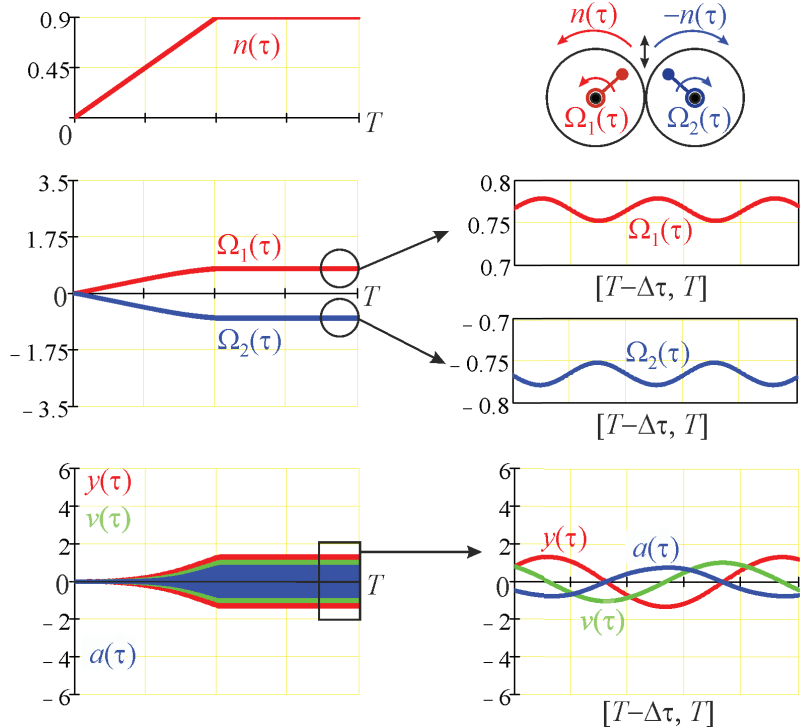 0.9
n(τ)
0.45
0
T
n(τ)
−n(τ)
Ω₁(τ)
Ω₂(τ)
3.5
1.75
Ω₁(τ)
0
T
Ω₂(τ)
− 1.75
− 3.5
0.8
0.75
Ω₁(τ)
0.7
[T−Δτ, T]
− 0.7
Ω₂(τ)
− 0.75
− 0.8
[T−Δτ, T]
6
y(τ)
4
v(τ)
2
0
T
− 2
a(τ)
− 4
− 6
6
4
y(τ)
a(τ)
2
0
v(τ)
− 2
− 4
− 6
[T−Δτ, T]